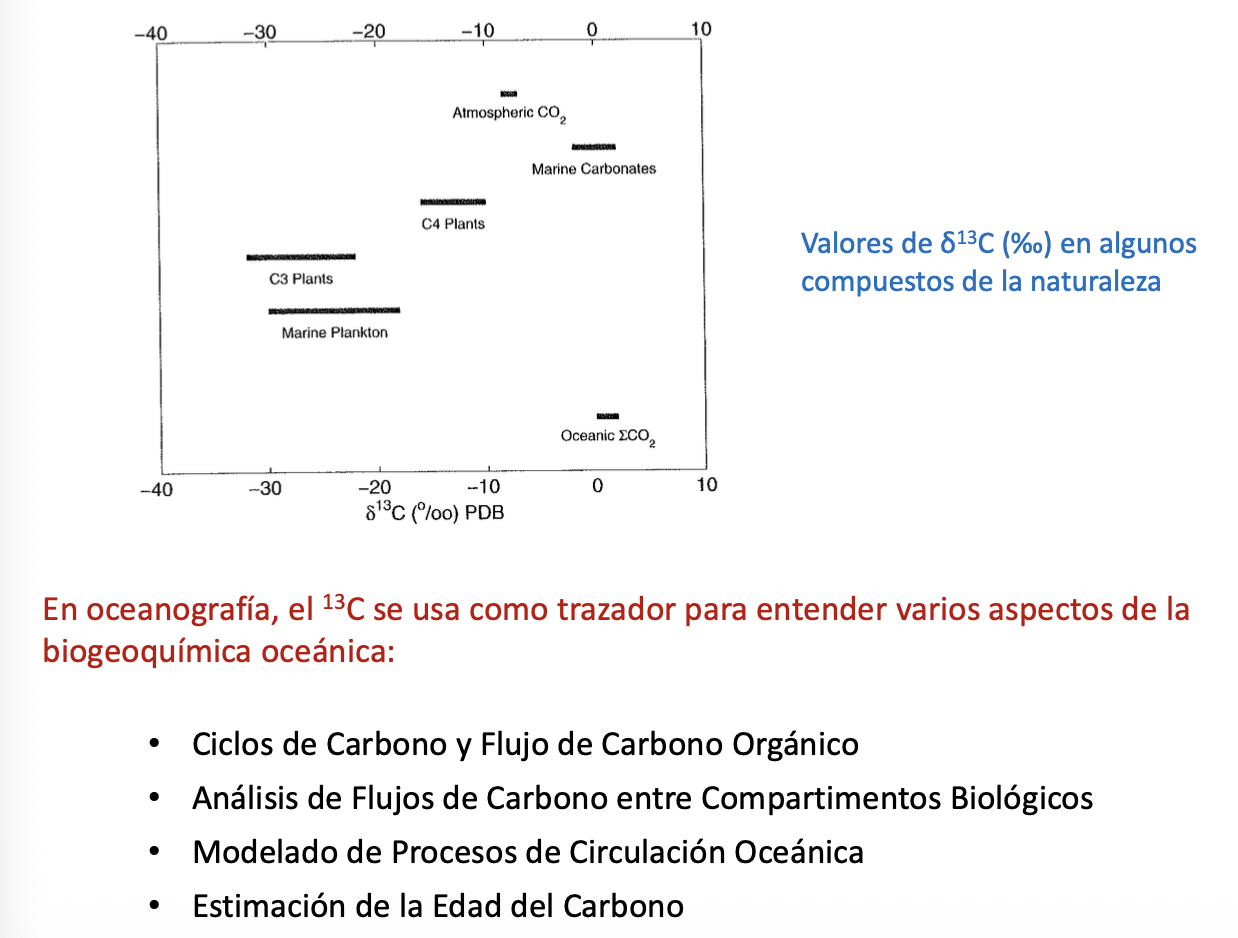 −40 −30 −20 −10 0 10
Atmospheric CO₂
Marine Carbonates
C4 Plants
C3 Plants
Marine Plankton
Oceanic ΣCO₂
−40 −30 −20 −10 0 10
δ¹³C (⁰/oo) PDB
Valores de δ¹³C (‰) en algunos
compuestos de la naturaleza
En oceanografía, el ¹³C se usa como trazador para entender varios aspectos de la
biogeoquímica oceánica:
• Ciclos de Carbono y Flujo de Carbono Orgánico
• Análisis de Flujos de Carbono entre Compartimentos Biológicos
• Modelado de Procesos de Circulación Oceánica
• Estimación de la Edad del Carbono